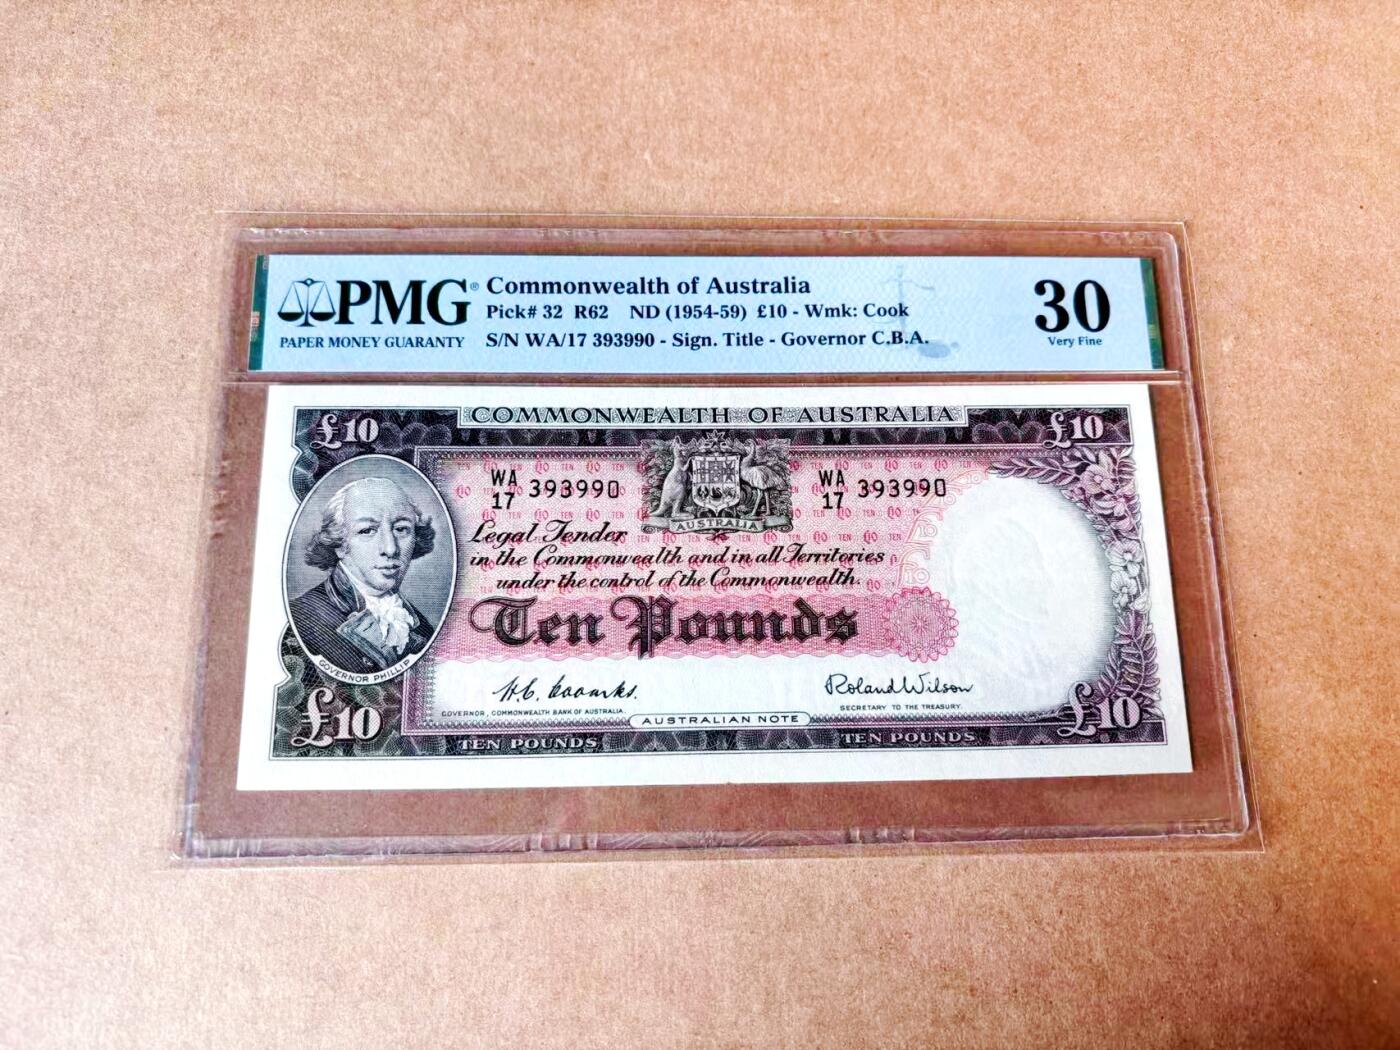 PMG®
PAPER MONEY GUARANTY
Commonwealth of Australia
Pick# 32 R62 ND (1954-59) £10 - Wmk: Cook
S/N WA/17 393990 - Sign. Title - Governor C.B.A.
30
Very Fine
COMMONWEALTH OF AUSTRALIA
£10
£10
WA
17 393990
WA
17 393990
AUSTRALIA
Legal Tender
in the Commonwealth and in all Territories
under the control of the Commonwealth.
Ten Pounds
GOVERNOR PHILLIP
H.C. Coombs.
Roland Wilson
GOVERNOR, COMMONWEALTH BANK OF AUSTRALIA.
SECRETARY TO THE TREASURY.
AUSTRALIAN NOTE
£10
£10
TEN POUNDS
TEN POUNDS